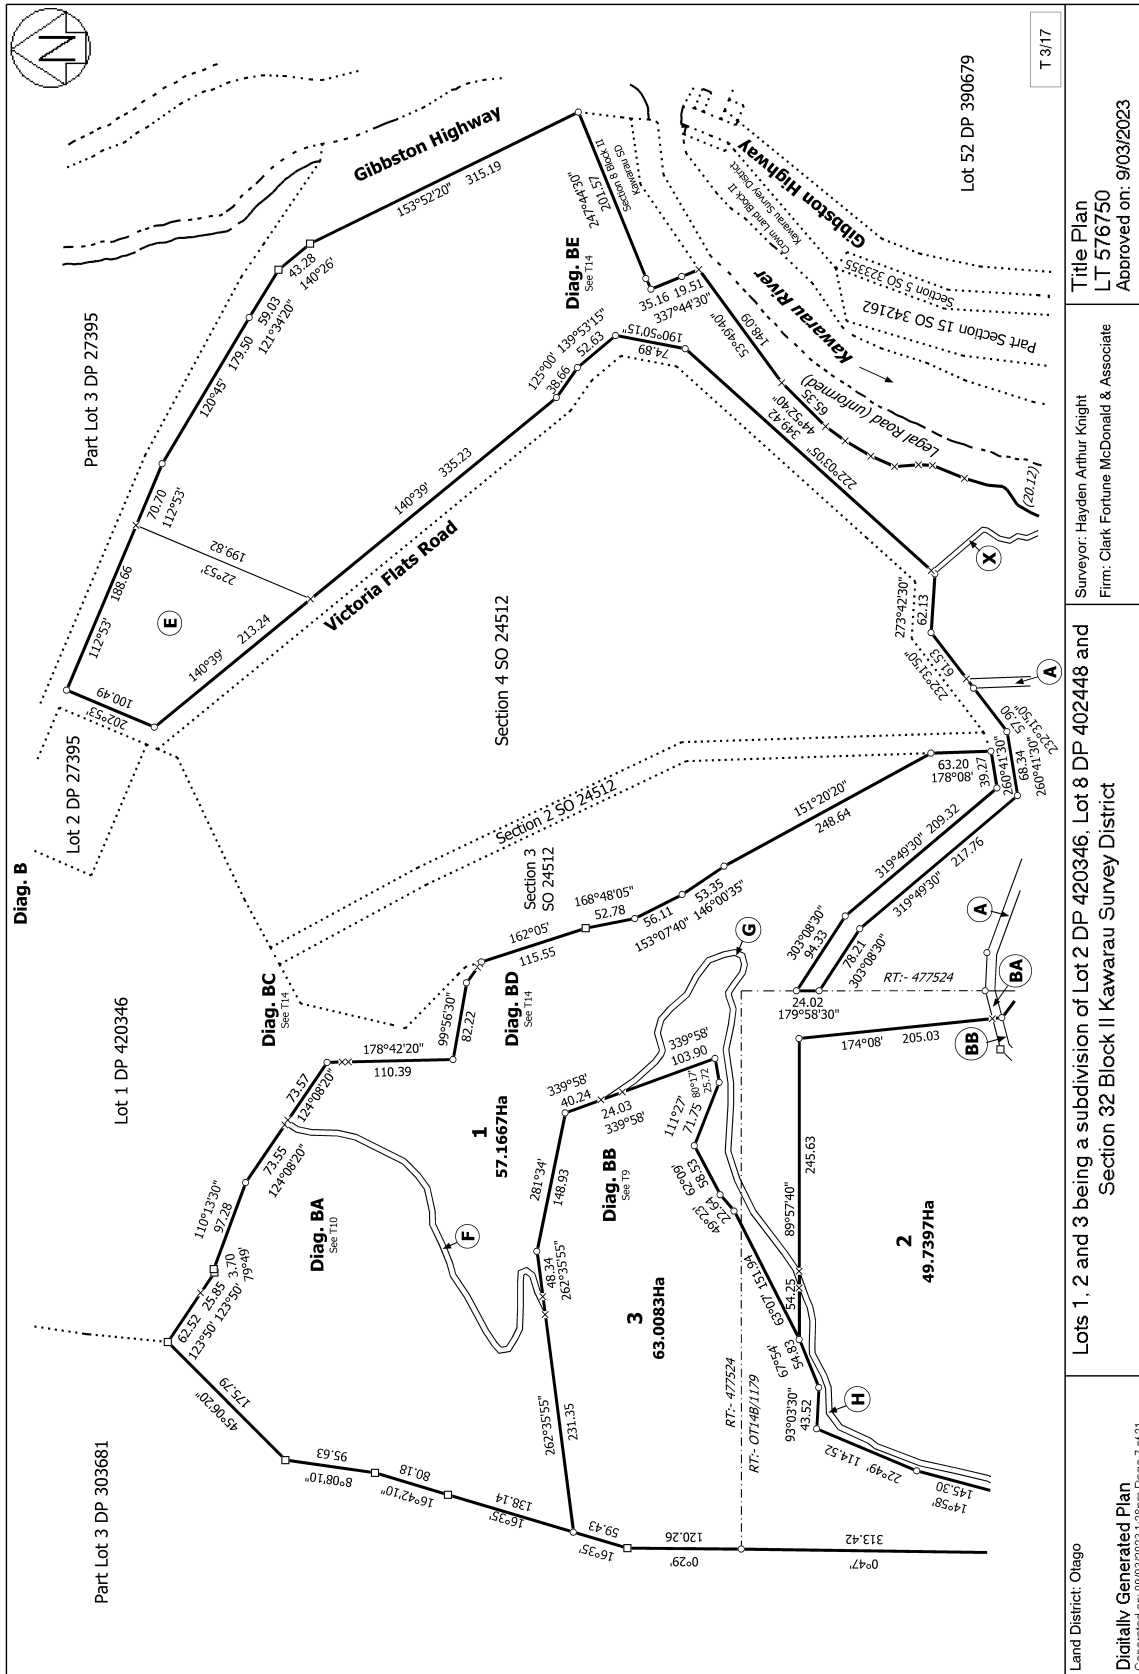 Diag. B
N
T 3/17
Part Lot 3 DP 303681
Lot 1 DP 420346
Lot 2 DP 27395
Part Lot 3 DP 27395
Lot 52 DP 390679
Gibbston Highway
153°52'20" 315.19
43.28
140°26'
59.03
121°34'20"
179.50
120°45'
70.70
112°53'
188.66
112°53'
100.49
202°53'
E
199.82
22°53'
213.24
140°39'
335.23
140°39'
Victoria Flats Road
38.66
125°00'
139°53'15"
52.63
74.89
190°50'15"
Diag. BE
See T14
247°44'30"
201.57
Section 8 Block II
Kawarau SD
35.16 19.51
337°44'30"
148.09
53°49'40"
65.35
44°52'40"
349.42
222°03'05"
Legal Road (unformed)
(20.12)
Kawarau River
Gibbston Highway
Crown Land Block II
Kawarau Survey District
Section 5 SO 323355
Part Section 15 SO 342162
X
273°42'30"
62.13
61.53
232°31'50"
A
57.90
232°31'50"
68.34
260°41'30"
39.27
260°41'30"
63.20
178°08'
Section 4 SO 24512
Section 2 SO 24512
Section 3
SO 24512
151°20'20"
248.64
53.35
146°00'35"
56.11
153°07'40"
168°48'05"
52.78
162°05'
115.55
99°56'30"
82.22
Diag. BD
See T14
Diag. BC
See T14
178°42'20"
110.39
73.57
124°08'20"
73.55
124°08'20"
110°13'30"
97.28
3.70
79°49'
25.85
123°50'
62.52
123°50'
Diag. BA
See T10
175.79
45°06'20"
95.63
8°08'10"
80.18
16°42'10"
138.14
16°35'
59.43
16°35'
120.26
0°29'
313.42
0°47'
F
1
57.1667Ha
339°58'
40.24
24.03
339°58'
339°58'
103.90
80°17'
25.72
111°27'
71.75
58.53
62°09'
22.64
49°23'
63°07' 151.94
54.83
67°54'
93°03'30"
43.52
22°49' 114.52
14°58' 145.30
281°34'
148.93
48.34
262°35'55"
262°35'55"
231.35
Diag. BB
See T9
3
63.0083Ha
RT:- 477524
RT:- OT14B/1179
54.25
89°57'40" 245.63
174°08' 205.03
2
49.7397Ha
H
G
319°49'30" 209.32
319°49'30" 217.76
303°08'30"
94.33
78.21
303°08'30"
24.02
179°58'30"
RT:- 477524
A
BA
BB
Land District: Otago
Digitally Generated Plan
Lots 1, 2 and 3 being a subdivision of Lot 2 DP 420346, Lot 8 DP 402448 and
Section 32 Block II Kawarau Survey District
Surveyor: Hayden Arthur Knight
Firm: Clark Fortune McDonald & Associate
Title Plan
LT 576750
Approved on: 9/03/2023